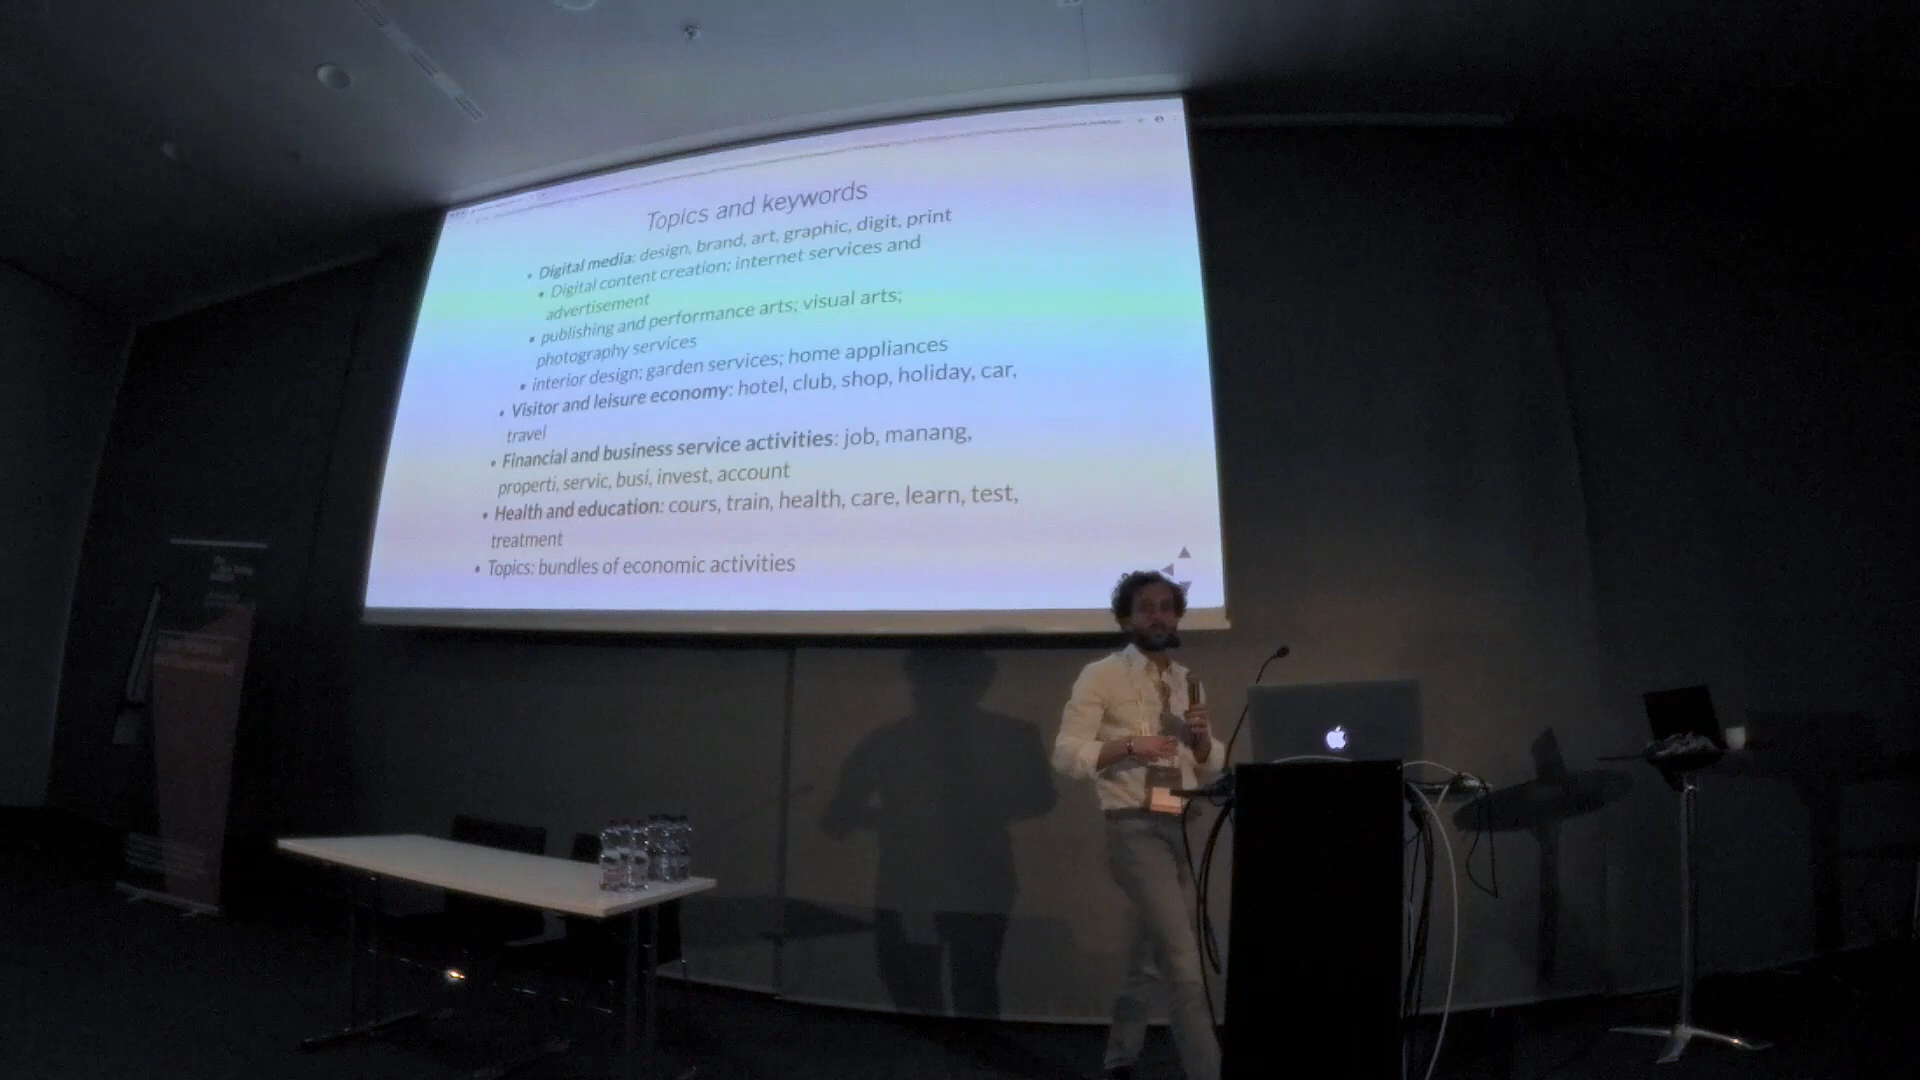 Topics and keywords
• Digital media: design, brand, art, graphic, digit, print
• Digital content creation; internet services and
advertisement
• publishing and performance arts; visual arts;
photography services
• interior design; garden services; home appliances
• Visitor and leisure economy: hotel, club, shop, holiday, car,
travel
• Financial and business service activities: job, manang,
properti, servic, busi, invest, account
• Health and education: cours, train, health, care, learn, test,
treatment
• Topics: bundles of economic activities